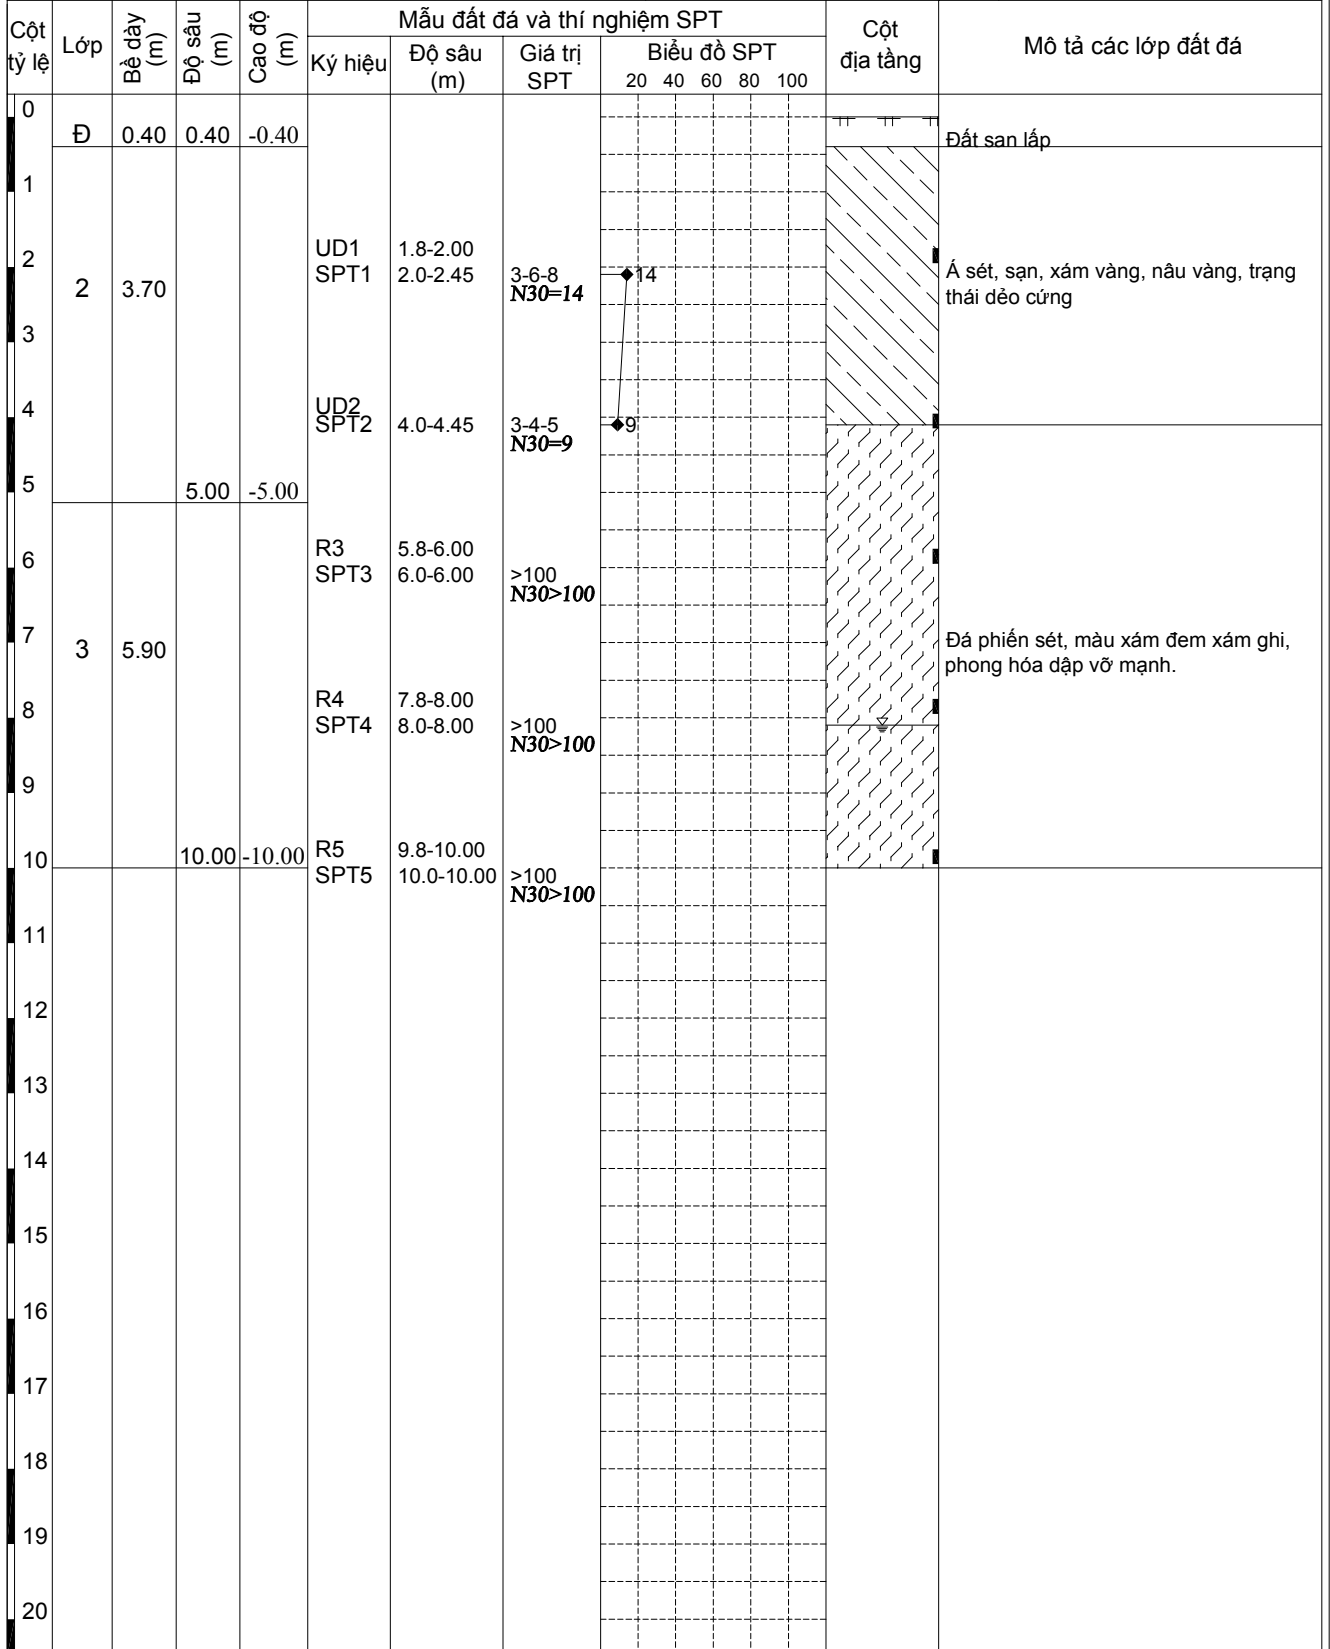 Cột tỷ lệ
Lớp
Bề dày (m)
Độ sâu (m)
Cao độ (m)
Mẫu đất đá và thí nghiệm SPT
Ký hiệu
Độ sâu (m)
Giá trị SPT
Biểu đồ SPT
20 40 60 80 100
Cột địa tầng
Mô tả các lớp đất đá
0
Đ 0.40 0.40 -0.40
Đất san lấp
1
2
UD1 1.8-2.00
SPT1 2.0-2.45 3-6-8 14
N30=14
2 3.70
Á sét, sạn, xám vàng, nâu vàng, trạng
thái dẻo cứng
3
4
UD2
SPT2 4.0-4.45 3-4-5 9
N30=9
5
5.00 -5.00
6
R3 5.8-6.00
SPT3 6.0-6.00 >100
N30>100
7
3 5.90
Đá phiến sét, màu xám đem xám ghi,
phong hóa dập vỡ mạnh.
8
R4 7.8-8.00
SPT4 8.0-8.00 >100
N30>100
9
10
10.00 -10.00
R5 9.8-10.00
SPT5 10.0-10.00 >100
N30>100
11
12
13
14
15
16
17
18
19
20